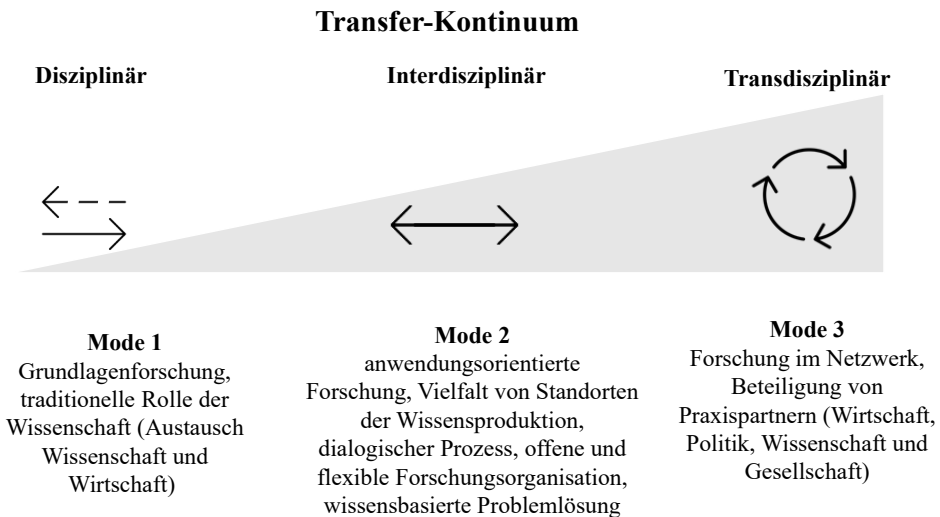 Transfer-Kontinuum
Disziplinär
Interdisziplinär
Transdisziplinär
Mode 1
Grundlagenforschung,
traditionelle Rolle der
Wissenschaft (Austausch
Wissenschaft und
Wirtschaft)
Mode 2
anwendungsorientierte
Forschung, Vielfalt von Standorten
der Wissensproduktion,
dialogischer Prozess, offene und
flexible Forschungsorganisation,
wissensbasierte Problemlösung
Mode 3
Forschung im Netzwerk,
Beteiligung von
Praxispartnern (Wirtschaft,
Politik, Wissenschaft und
Gesellschaft)